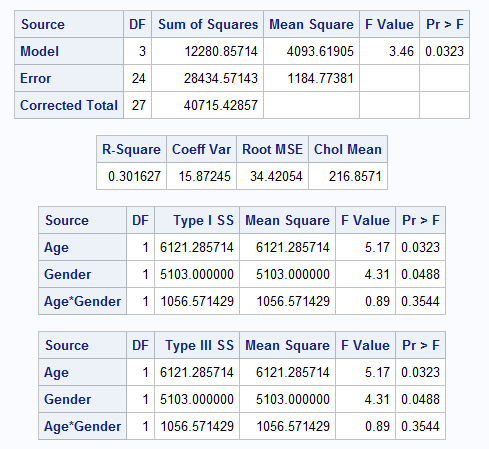 Source DF Sum of Squares Mean Square F Value Pr > F
Model 3 12280.85714 4093.61905 3.46 0.0323
Error 24 28434.57143 1184.77381
Corrected Total 27 40715.42857
R-Square Coeff Var Root MSE Chol Mean
0.301627 15.87245 34.42054 216.8571
Source DF Type I SS Mean Square F Value Pr > F
Age 1 6121.285714 6121.285714 5.17 0.0323
Gender 1 5103.000000 5103.000000 4.31 0.0488
Age*Gender 1 1056.571429 1056.571429 0.89 0.3544
Source DF Type III SS Mean Square F Value Pr > F
Age 1 6121.285714 6121.285714 5.17 0.0323
Gender 1 5103.000000 5103.000000 4.31 0.0488
Age*Gender 1 1056.571429 1056.571429 0.89 0.3544